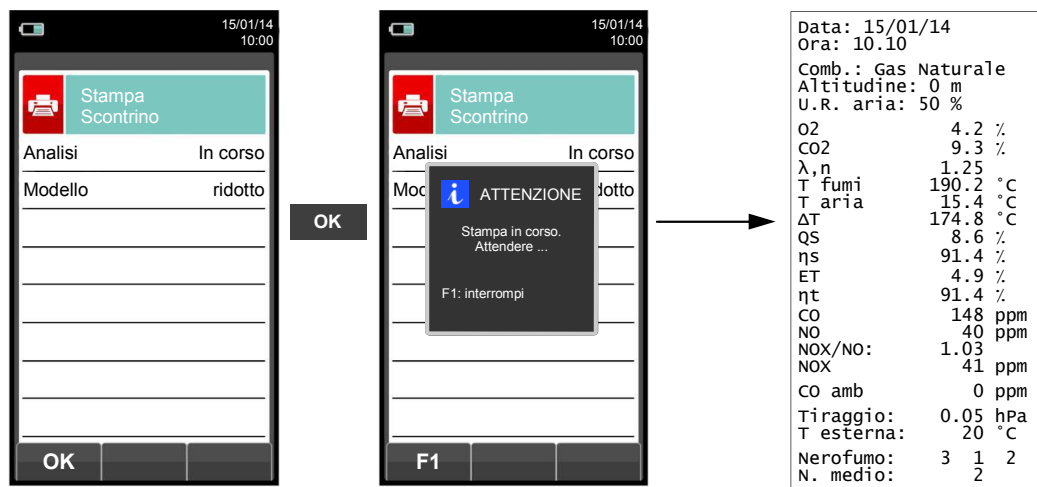 15/01/14
10:00
Stampa
Scontrino
Analisi In corso
Modello ridotto
OK
OK
15/01/14
10:00
Stampa
Scontrino
Analisi In corso
Mod dotto
i ATTENZIONE
Stampa in corso.
Attendere ...
F1: interrompi
F1
Data: 15/01/14
Ora: 10.10
Comb.: Gas Naturale
Altitudine: 0 m
U.R. aria: 50 %
O2 4.2 %
CO2 9.3 %
λ,n 1.25
T fumi 190.2 °C
T aria 15.4 °C
ΔT 174.8 °C
QS 8.6 %
ηs 91.4 %
ET 4.9 %
ηt 91.4 %
CO 148 ppm
NO 40 ppm
NOX/NO: 1.03
NOX 41 ppm
CO amb 0 ppm
Tiraggio: 0.05 hPa
T esterna: 20 °C
Nerofumo: 3 1 2
N. medio: 2